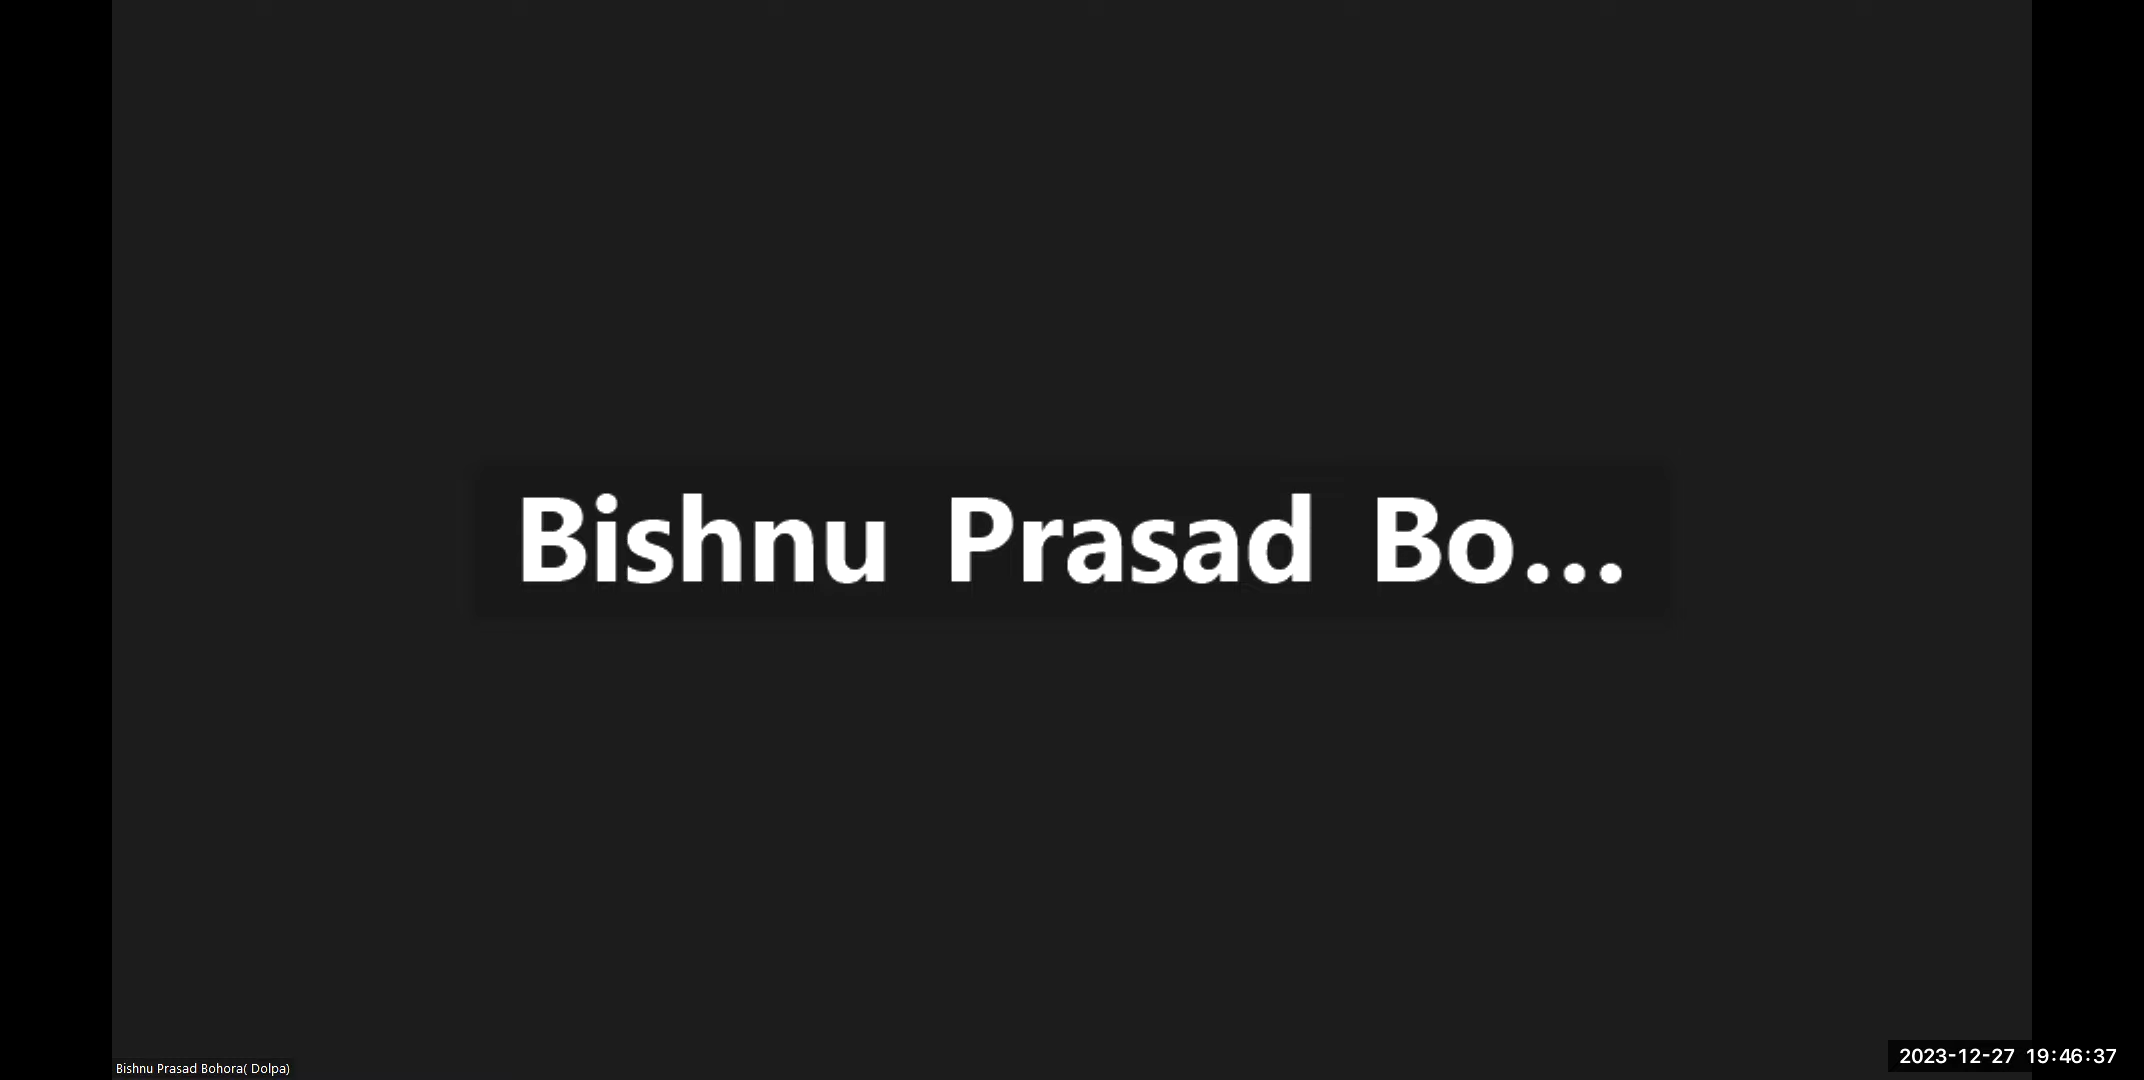 Bishnu Prasad Bo...
Bishnu Prasad Bohora( Dolpa)
2023-12-27 19:46:37